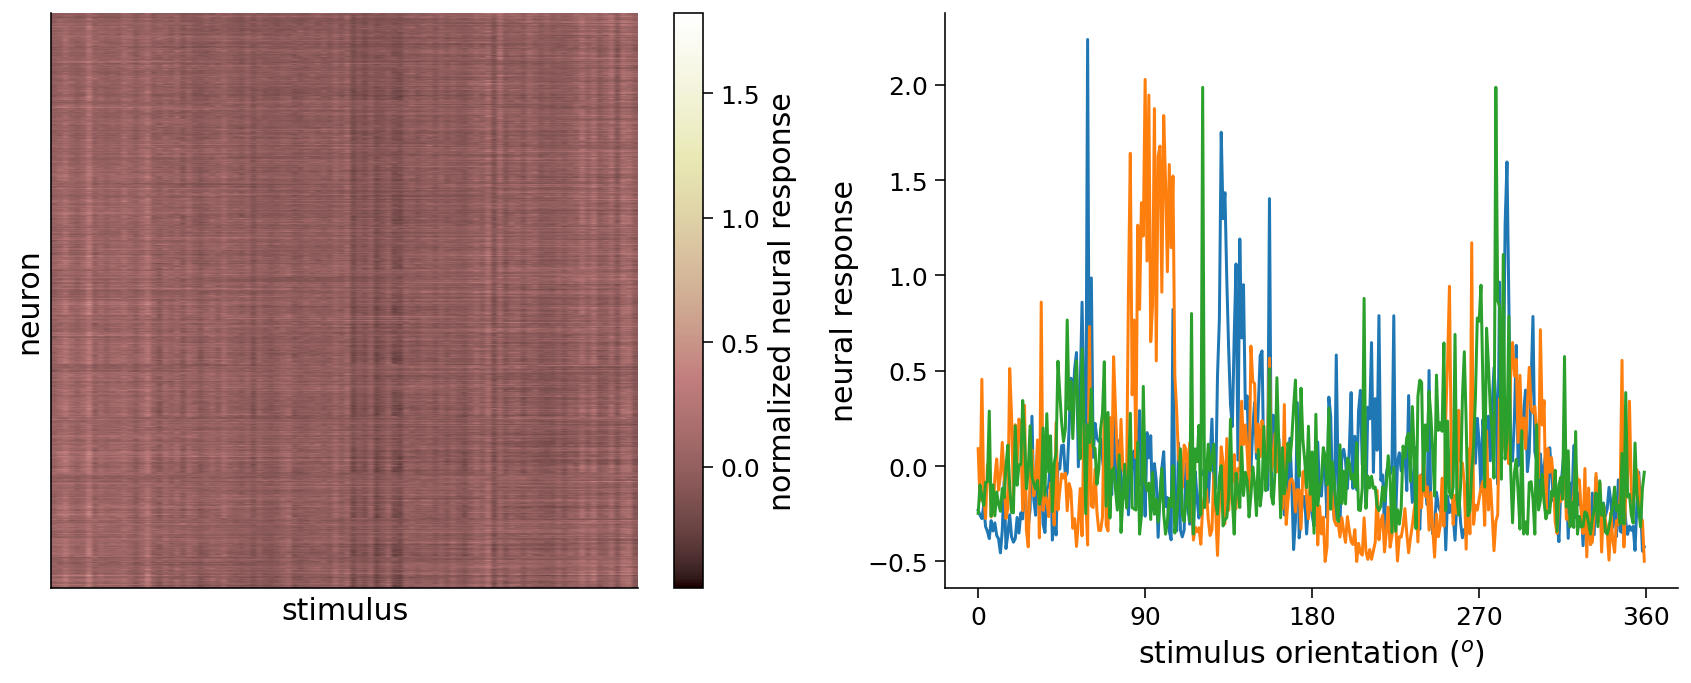 neuron
stimulus
1.5
1.0
0.5
0.0
normalized neural response
neural response
2.0
1.5
1.0
0.5
0.0
−0.5
0 90 180 270 360
stimulus orientation (o)